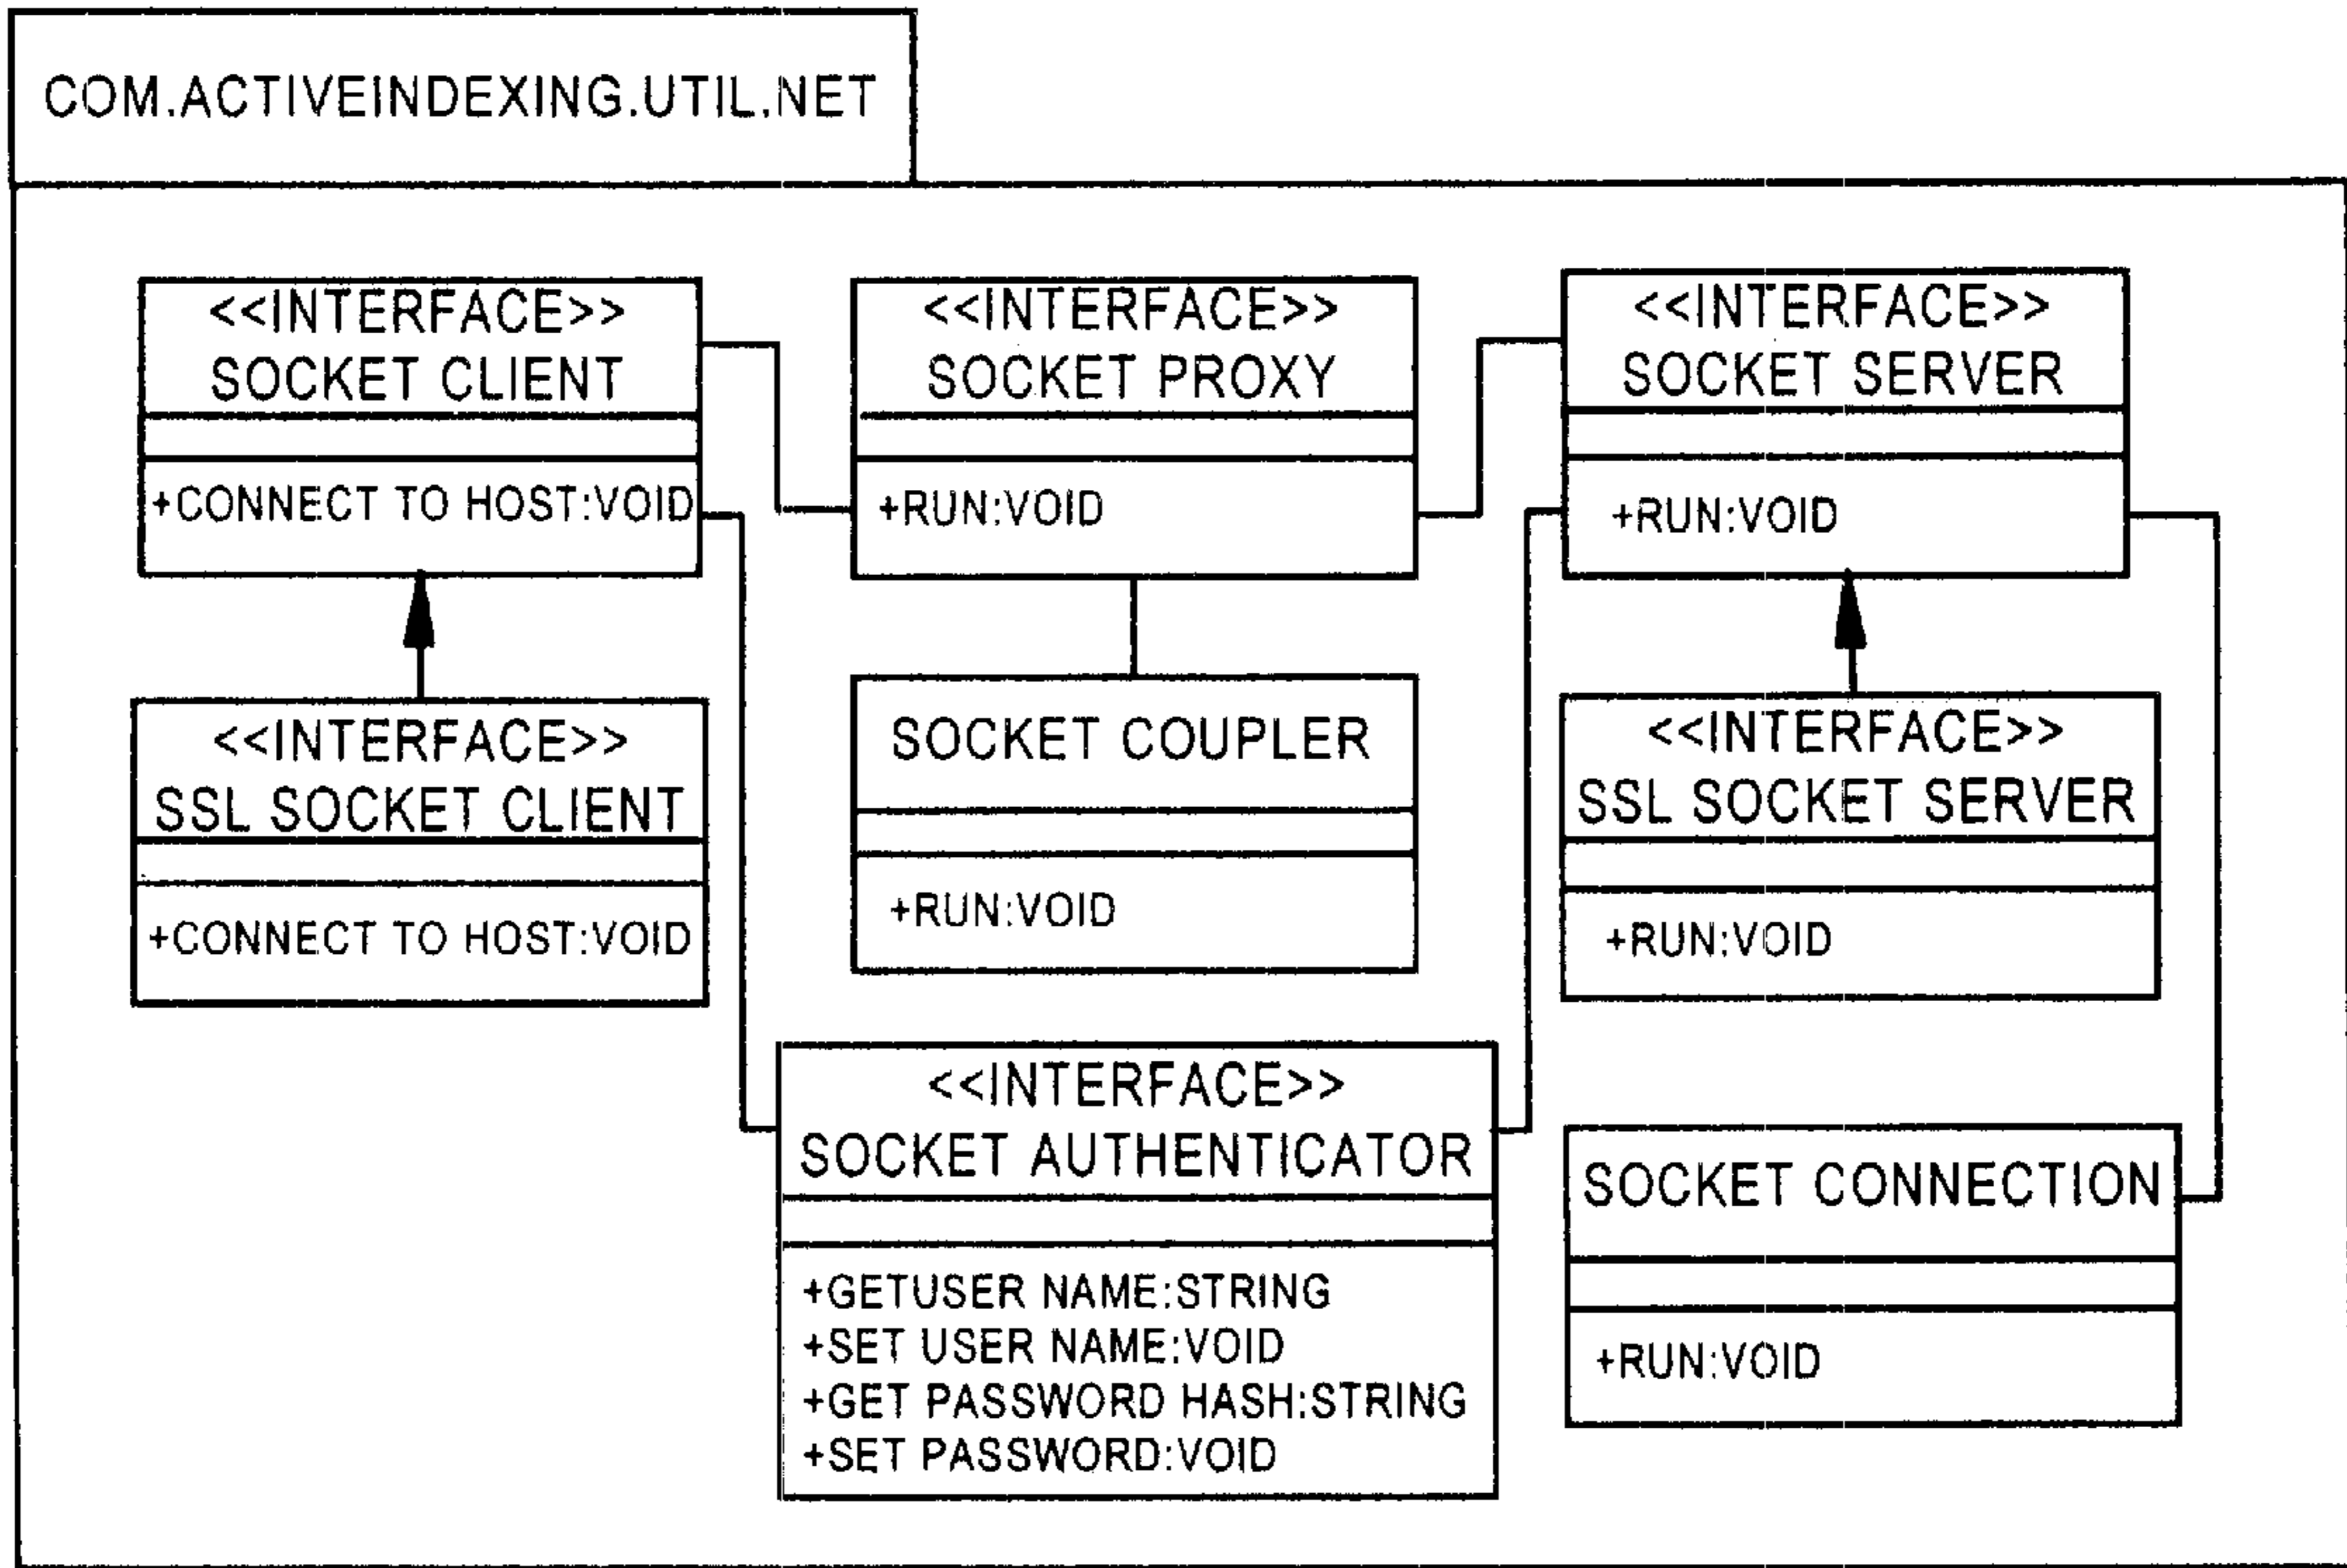 COM.ACTIVEINDEXING.UTIL.NET
<<INTERFACE>>
SOCKET CLIENT
+CONNECT TO HOST:VOID
<<INTERFACE>>
SOCKET PROXY
+RUN:VOID
<<INTERFACE>>
SOCKET SERVER
+RUN:VOID
<<INTERFACE>>
SSL SOCKET CLIENT
+CONNECT TO HOST:VOID
SOCKET COUPLER
+RUN:VOID
<<INTERFACE>>
SSL SOCKET SERVER
+RUN:VOID
<<INTERFACE>>
SOCKET AUTHENTICATOR
+GETUSER NAME:STRING
+SET USER NAME:VOID
+GET PASSWORD HASH:STRING
+SET PASSWORD:VOID
SOCKET CONNECTION
+RUN:VOID